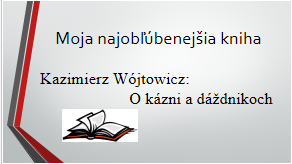 Moja najobľúbenejšia kniha
Kazimierz Wójtowicz:
O kázni a dáždnikoch